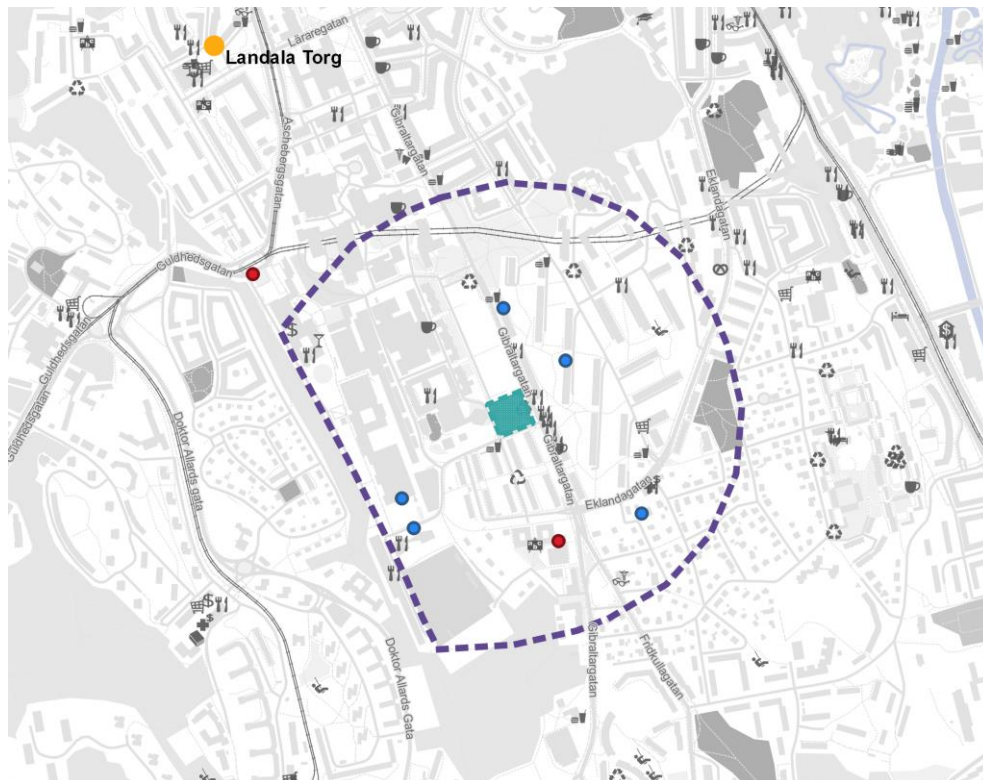 Läraregatan
Landala Torg
Aschebergsgatan
Gibraltargatan
Eklandagatan
Guldhedsgatan
Guldhedsgatan
Gibraltargatan
Guldhedsgatan
Doktor Allards gata
Gibraltargatan
Eklandagatan
Doktor Allards Gata
Gibraltargatan
Fridkullagatan